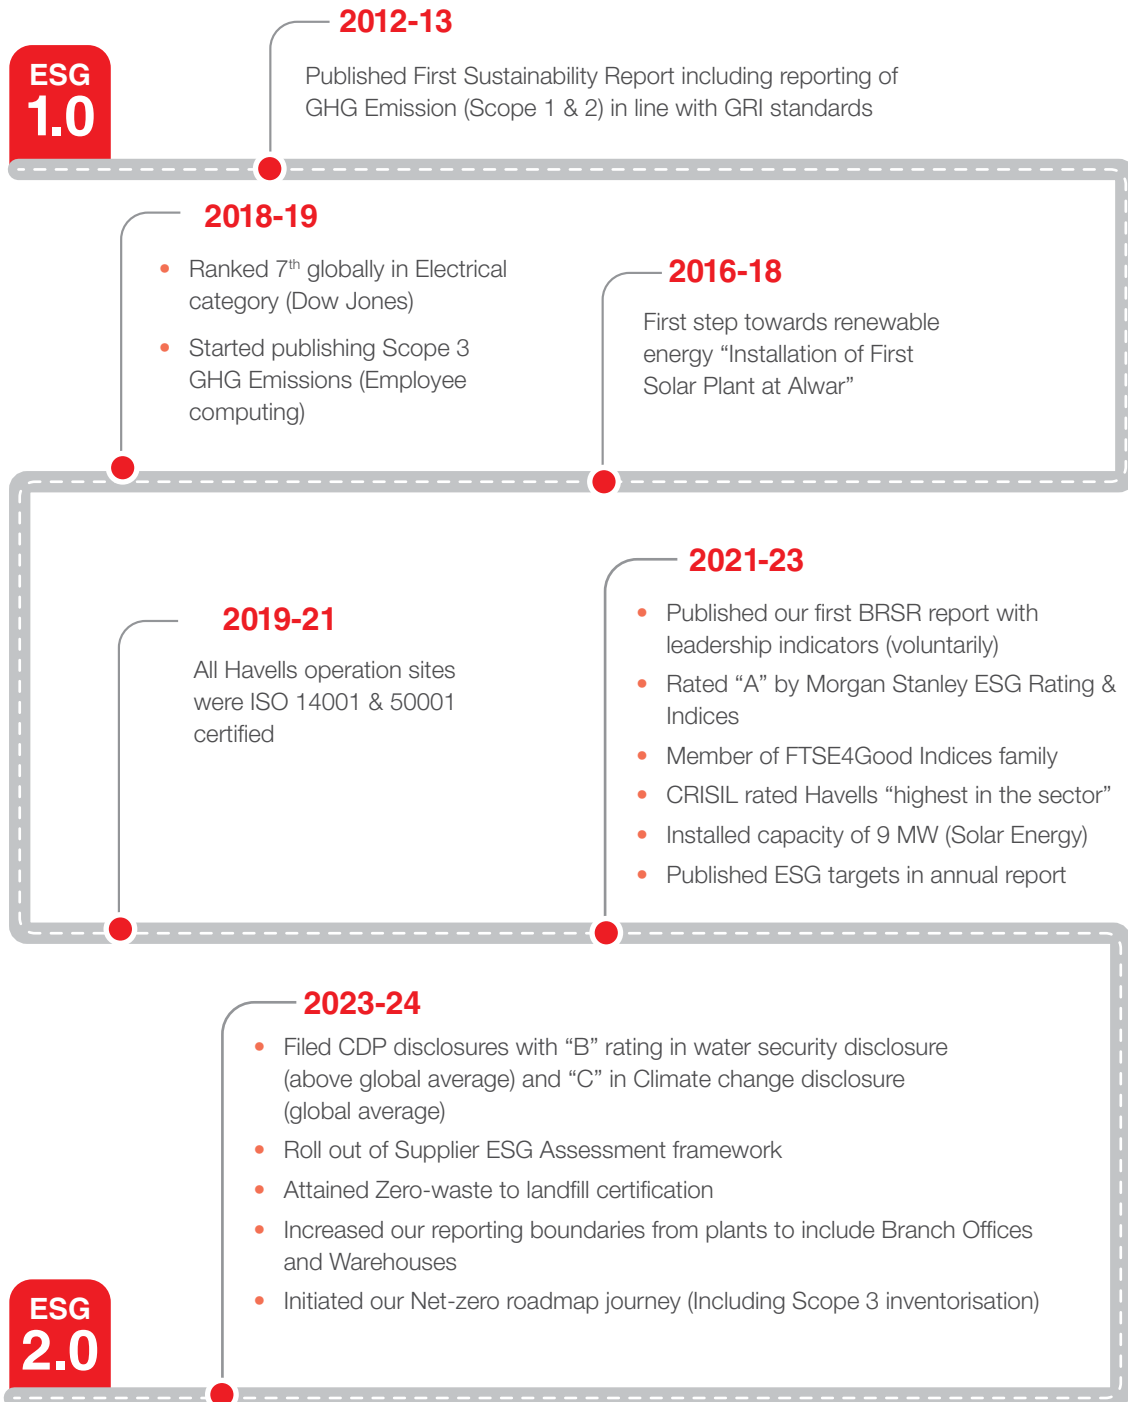 ESG
1.0
2012-13
Published First Sustainability Report including reporting of
GHG Emission (Scope 1 & 2) in line with GRI standards
2018-19
• Ranked 7th globally in Electrical
category (Dow Jones)
• Started publishing Scope 3
GHG Emissions (Employee
computing)
2016-18
First step towards renewable
energy “Installation of First
Solar Plant at Alwar”
2019-21
All Havells operation sites
were ISO 14001 & 50001
certified
2021-23
• Published our first BRSR report with
leadership indicators (voluntarily)
• Rated “A” by Morgan Stanley ESG Rating &
Indices
• Member of FTSE4Good Indices family
• CRISIL rated Havells “highest in the sector”
• Installed capacity of 9 MW (Solar Energy)
• Published ESG targets in annual report
2023-24
• Filed CDP disclosures with “B” rating in water security disclosure
(above global average) and “C” in Climate change disclosure
(global average)
• Roll out of Supplier ESG Assessment framework
• Attained Zero-waste to landfill certification
• Increased our reporting boundaries from plants to include Branch Offices
and Warehouses
• Initiated our Net-zero roadmap journey (Including Scope 3 inventorisation)
ESG
2.0